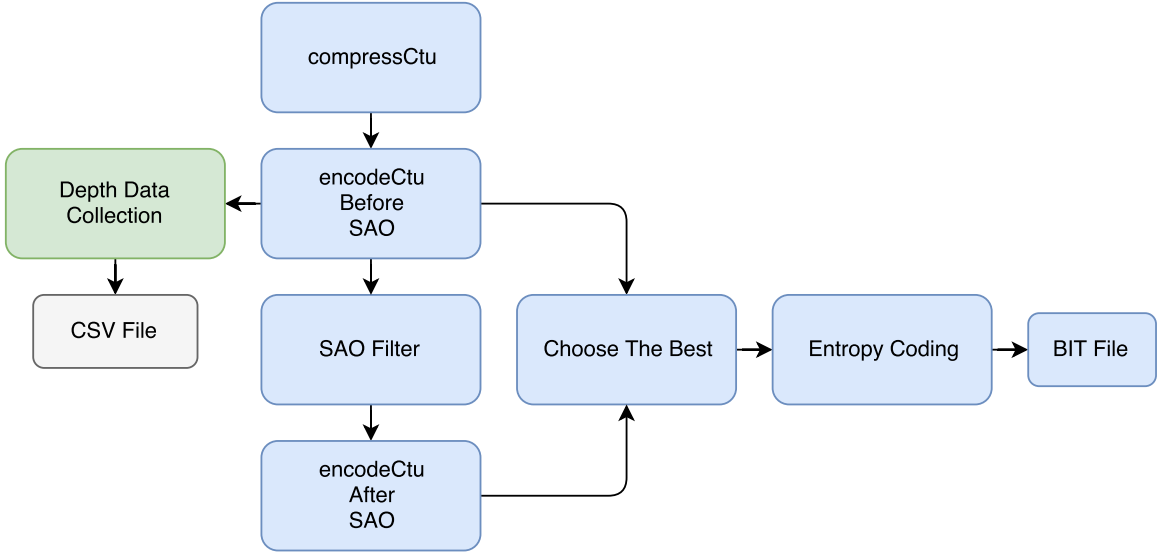 compressCtu
Depth Data
Collection
encodeCtu
Before
SAO
CSV File
SAO Filter
Choose The Best
Entropy Coding
BIT File
encodeCtu
After
SAO